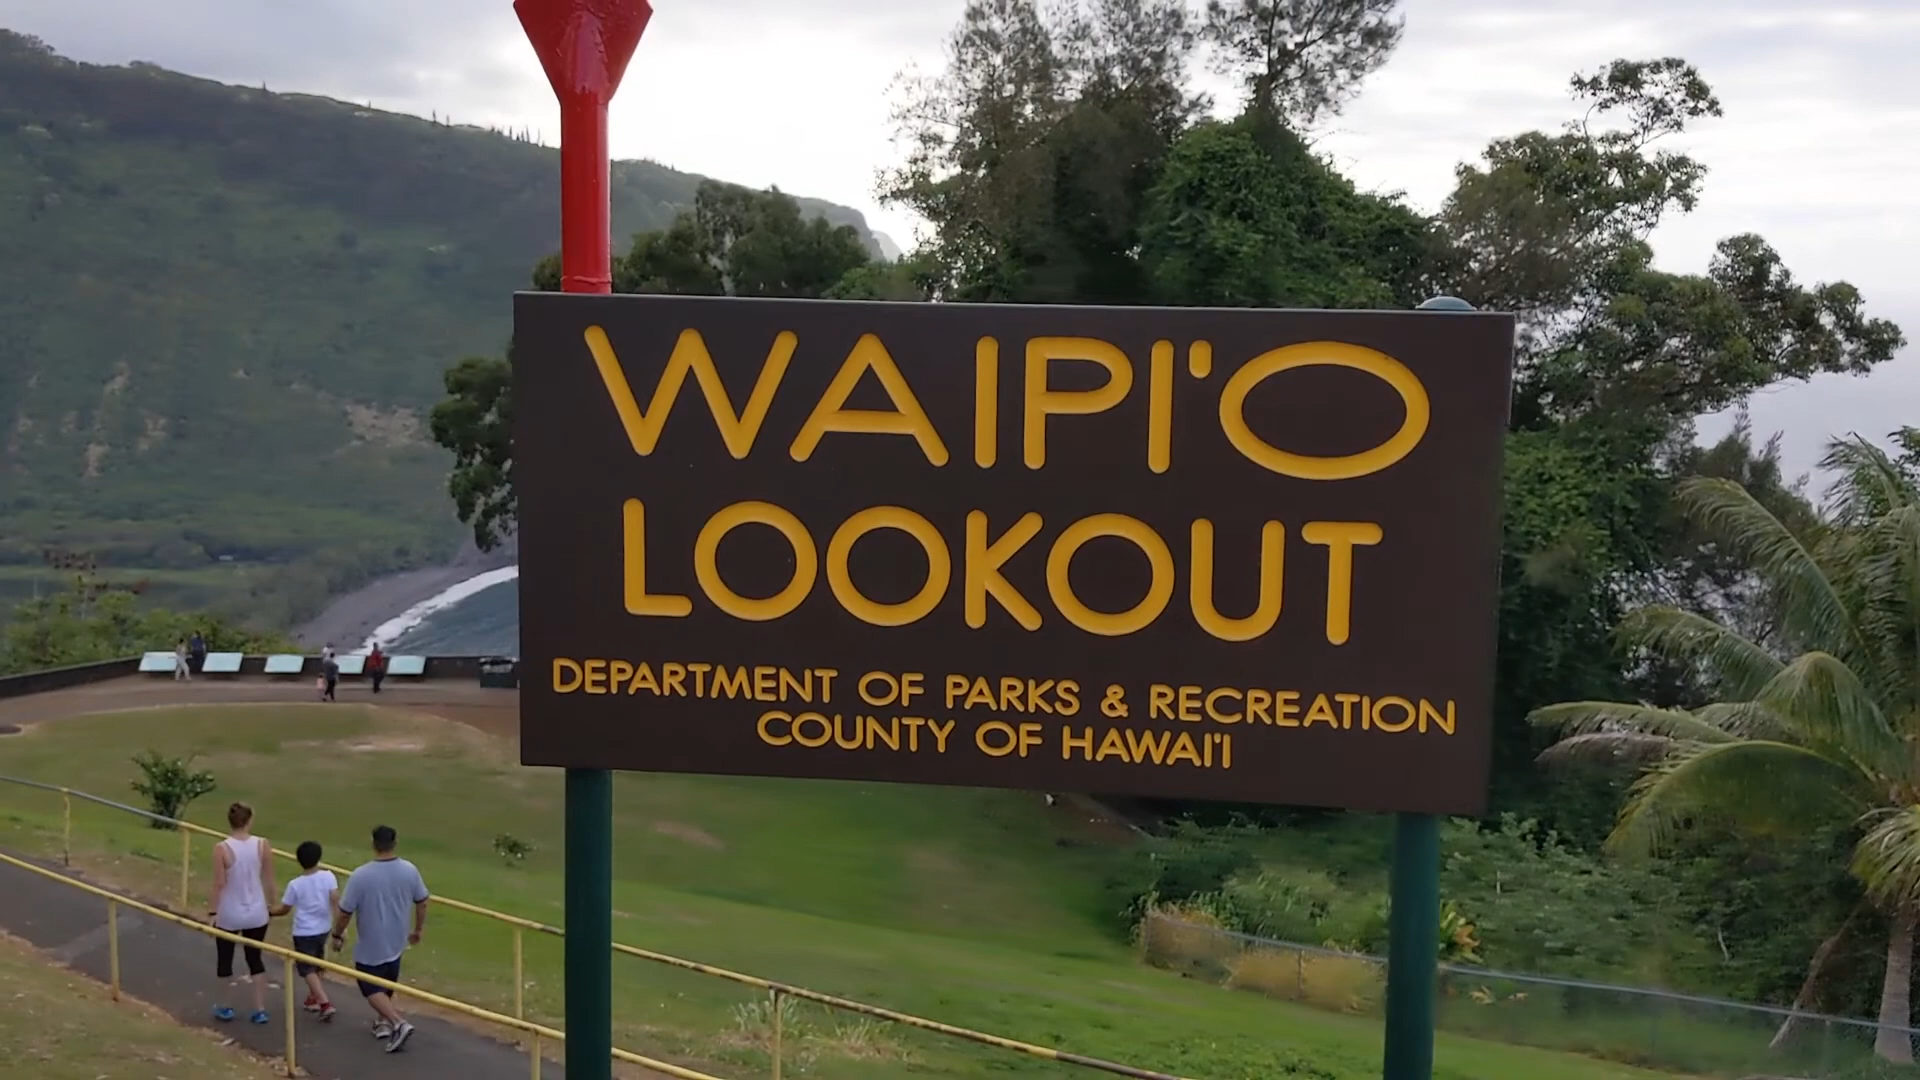 WAIPI'O
LOOKOUT
DEPARTMENT OF PARKS & RECREATION
COUNTY OF HAWAI'I